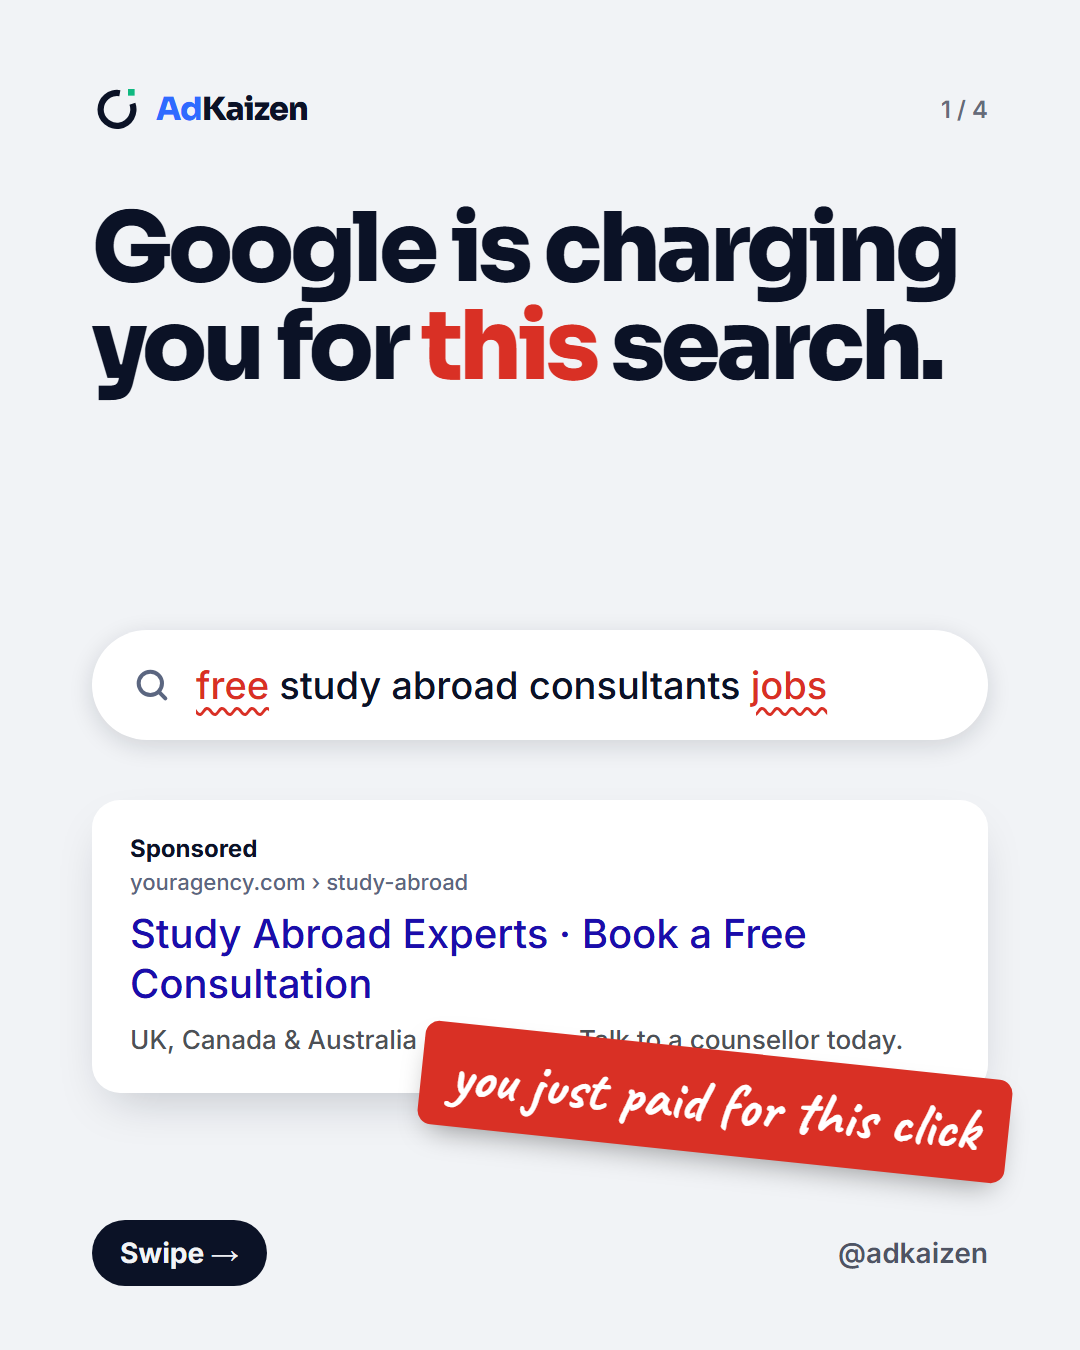 AdKaizen
1 / 4
Google is charging
you for this search.
free study abroad consultants jobs
Sponsored
youragency.com › study-abroad
Study Abroad Experts · Book a Free
Consultation
UK, Canada & Australia Talk to a counsellor today.
you just paid for this click
Swipe →
@adkaizen